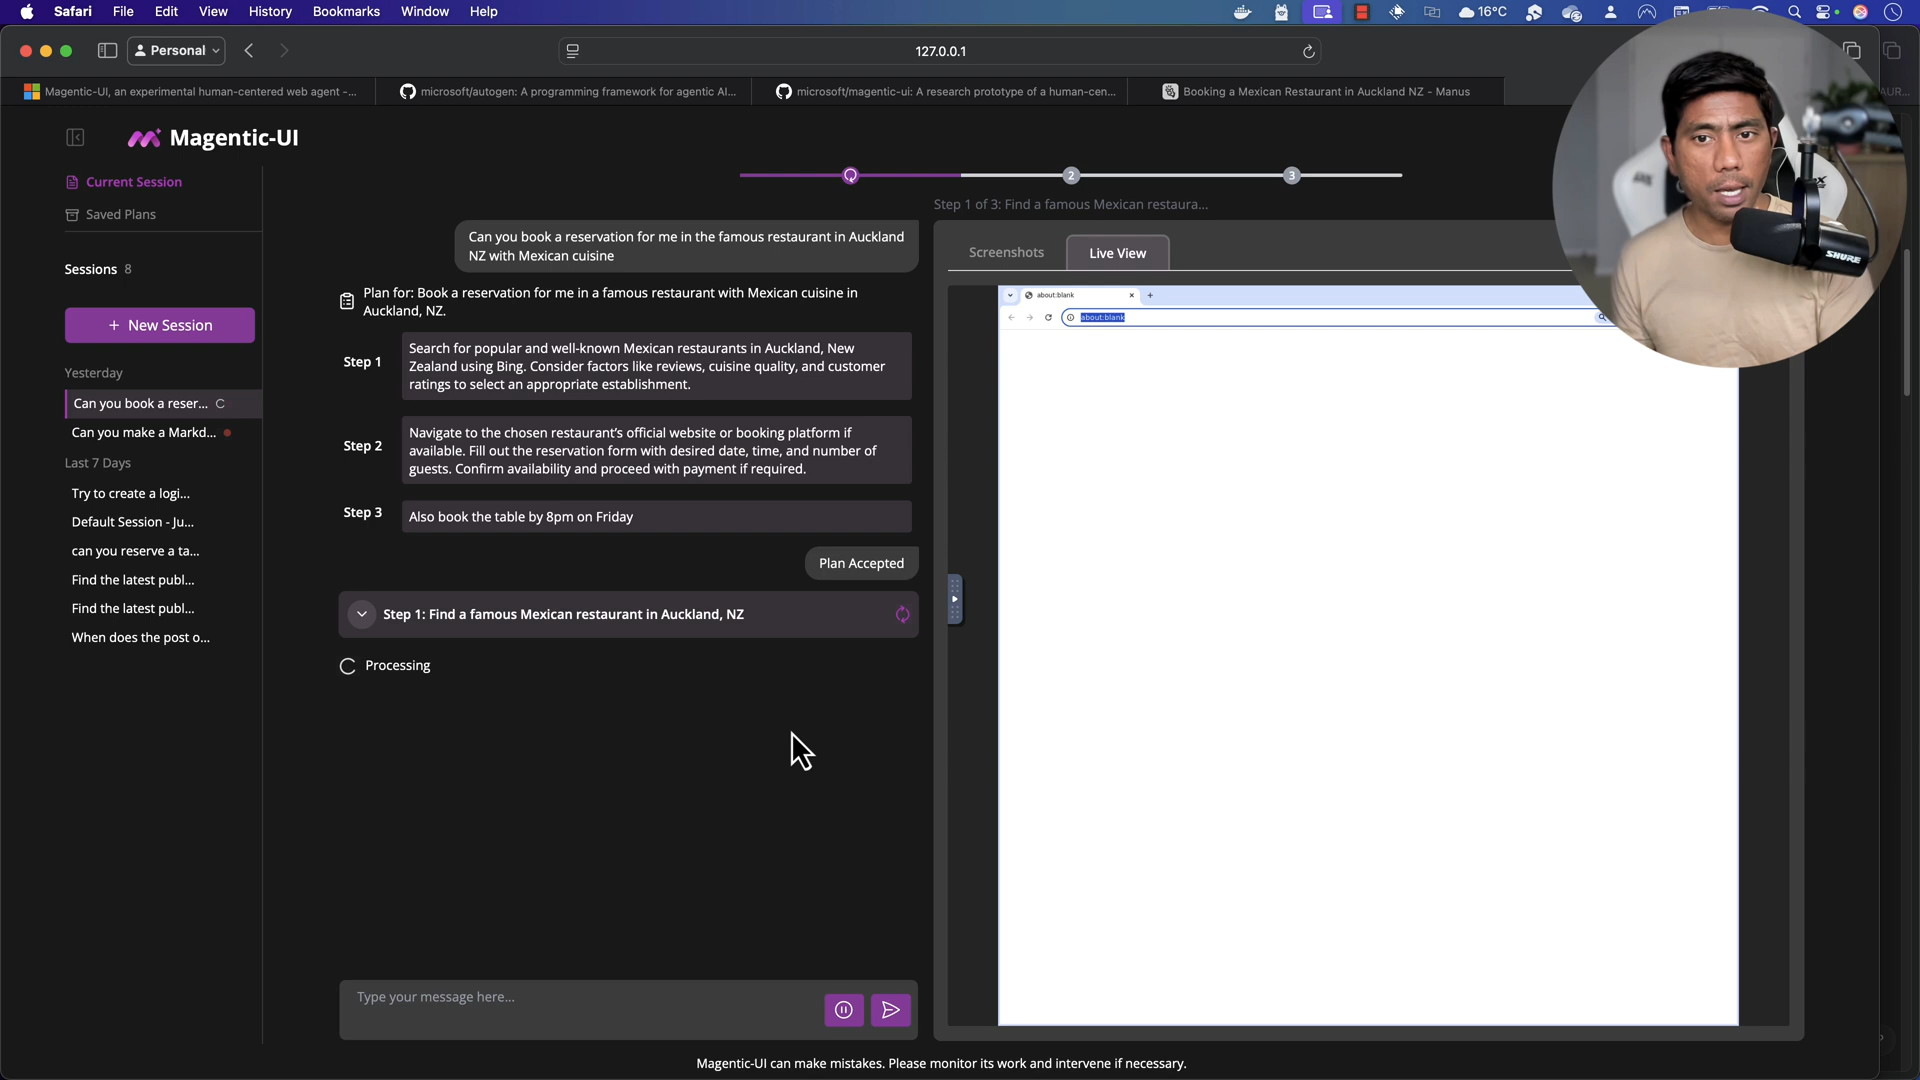 Safari File Edit View History Bookmarks Window Help
16°C
Personal
127.0.0.1
Magentic-UI, an experimental human-centered web agent -...
microsoft/autogen: A programming framework for agentic AI...
microsoft/magentic-ui: A research prototype of a human-cen...
Booking a Mexican Restaurant in Auckland NZ - Manus
Magentic-UI
Current Session
Saved Plans
Sessions 8
+ New Session
Yesterday
Can you book a reser...
Can you make a Markd...
Last 7 Days
Try to create a logi...
Default Session - Ju...
can you reserve a ta...
Find the latest publ...
Find the latest publ...
When does the post o...
2
3
Step 1 of 3: Find a famous Mexican restaura...
Can you book a reservation for me in the famous restaurant in Auckland
NZ with Mexican cuisine
Plan for: Book a reservation for me in a famous restaurant with Mexican cuisine in
Auckland, NZ.
Step 1
Search for popular and well-known Mexican restaurants in Auckland, New
Zealand using Bing. Consider factors like reviews, cuisine quality, and customer
ratings to select an appropriate establishment.
Step 2
Navigate to the chosen restaurant's official website or booking platform if
available. Fill out the reservation form with desired date, time, and number of
guests. Confirm availability and proceed with payment if required.
Step 3
Also book the table by 8pm on Friday
Plan Accepted
Step 1: Find a famous Mexican restaurant in Auckland, NZ
Processing
Type your message here...
Screenshots
Live View
about:blank
about:blank
SHURE
Magentic-UI can make mistakes. Please monitor its work and intervene if necessary.